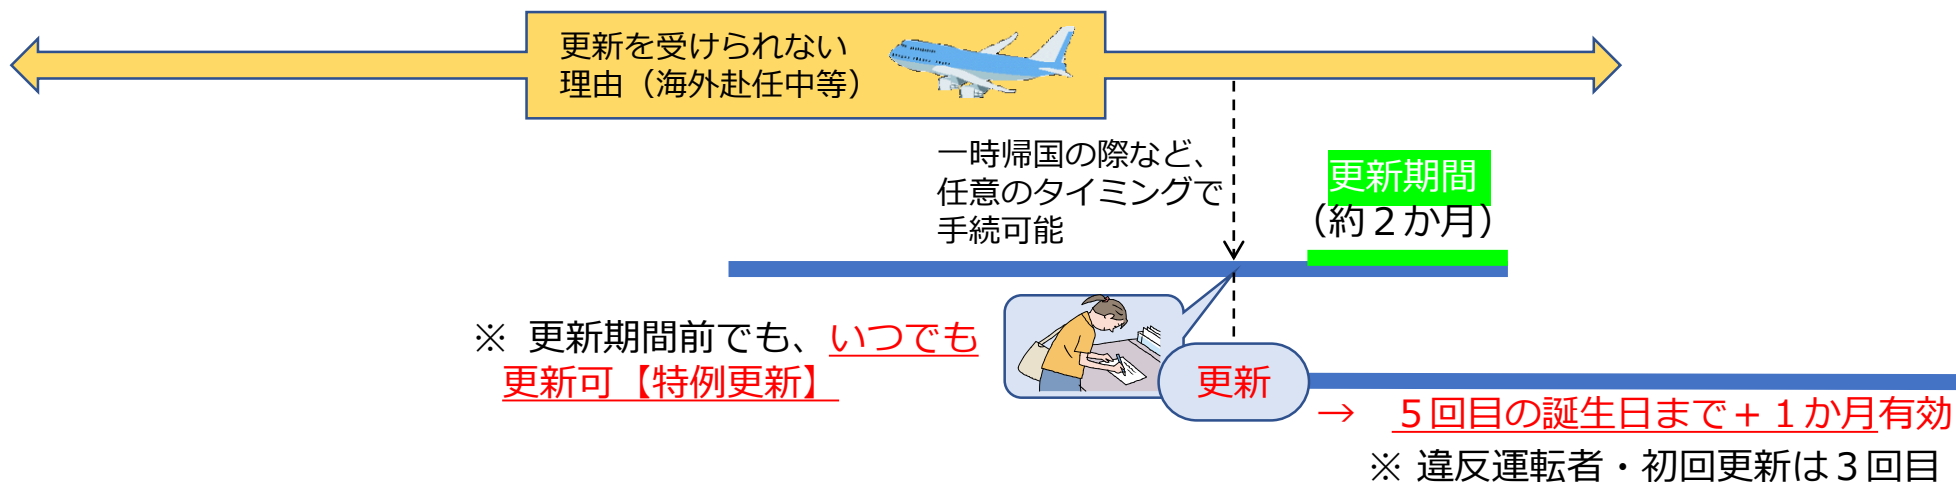 更新を受けられない
理由（海外赴任中等）
一時帰国の際など、
任意のタイミングで
手続可能
更新期間
（約２か月）
※ 更新期間前でも、いつでも
更新可【特例更新】
更新
→ ５回目の誕生日まで＋１か月有効
※ 違反運転者・初回更新は３回目